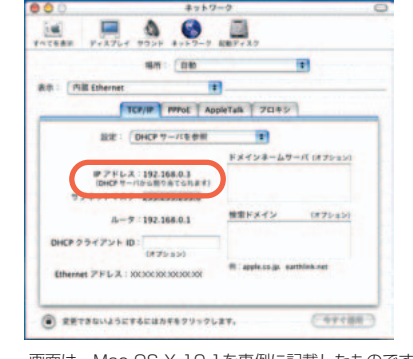 ネットワーク
すべてを表示 ディスプレイ サウンド ネットワーク 起動ディスク
場所： 自動
表示： 内蔵 Ethernet
TCP/IP PPPoE AppleTalk プロキシ
設定： DHCP サーバを参照
ドメインネームサーバ (オプション)
IP アドレス：192.168.0.3
(DHCP サーバから割り当てられます)
ルータ：192.168.0.1
検索ドメイン (オプション)
DHCP クライアント ID：
(オプション)
例：apple.co.jp, earthlink.net
Ethernet アドレス：XX:XX:XX:XX:XX:XX
変更できないようにするにはカギをクリックします。
今すぐ適用
画面は、Mac OS X 10.1を事例に記載したものです